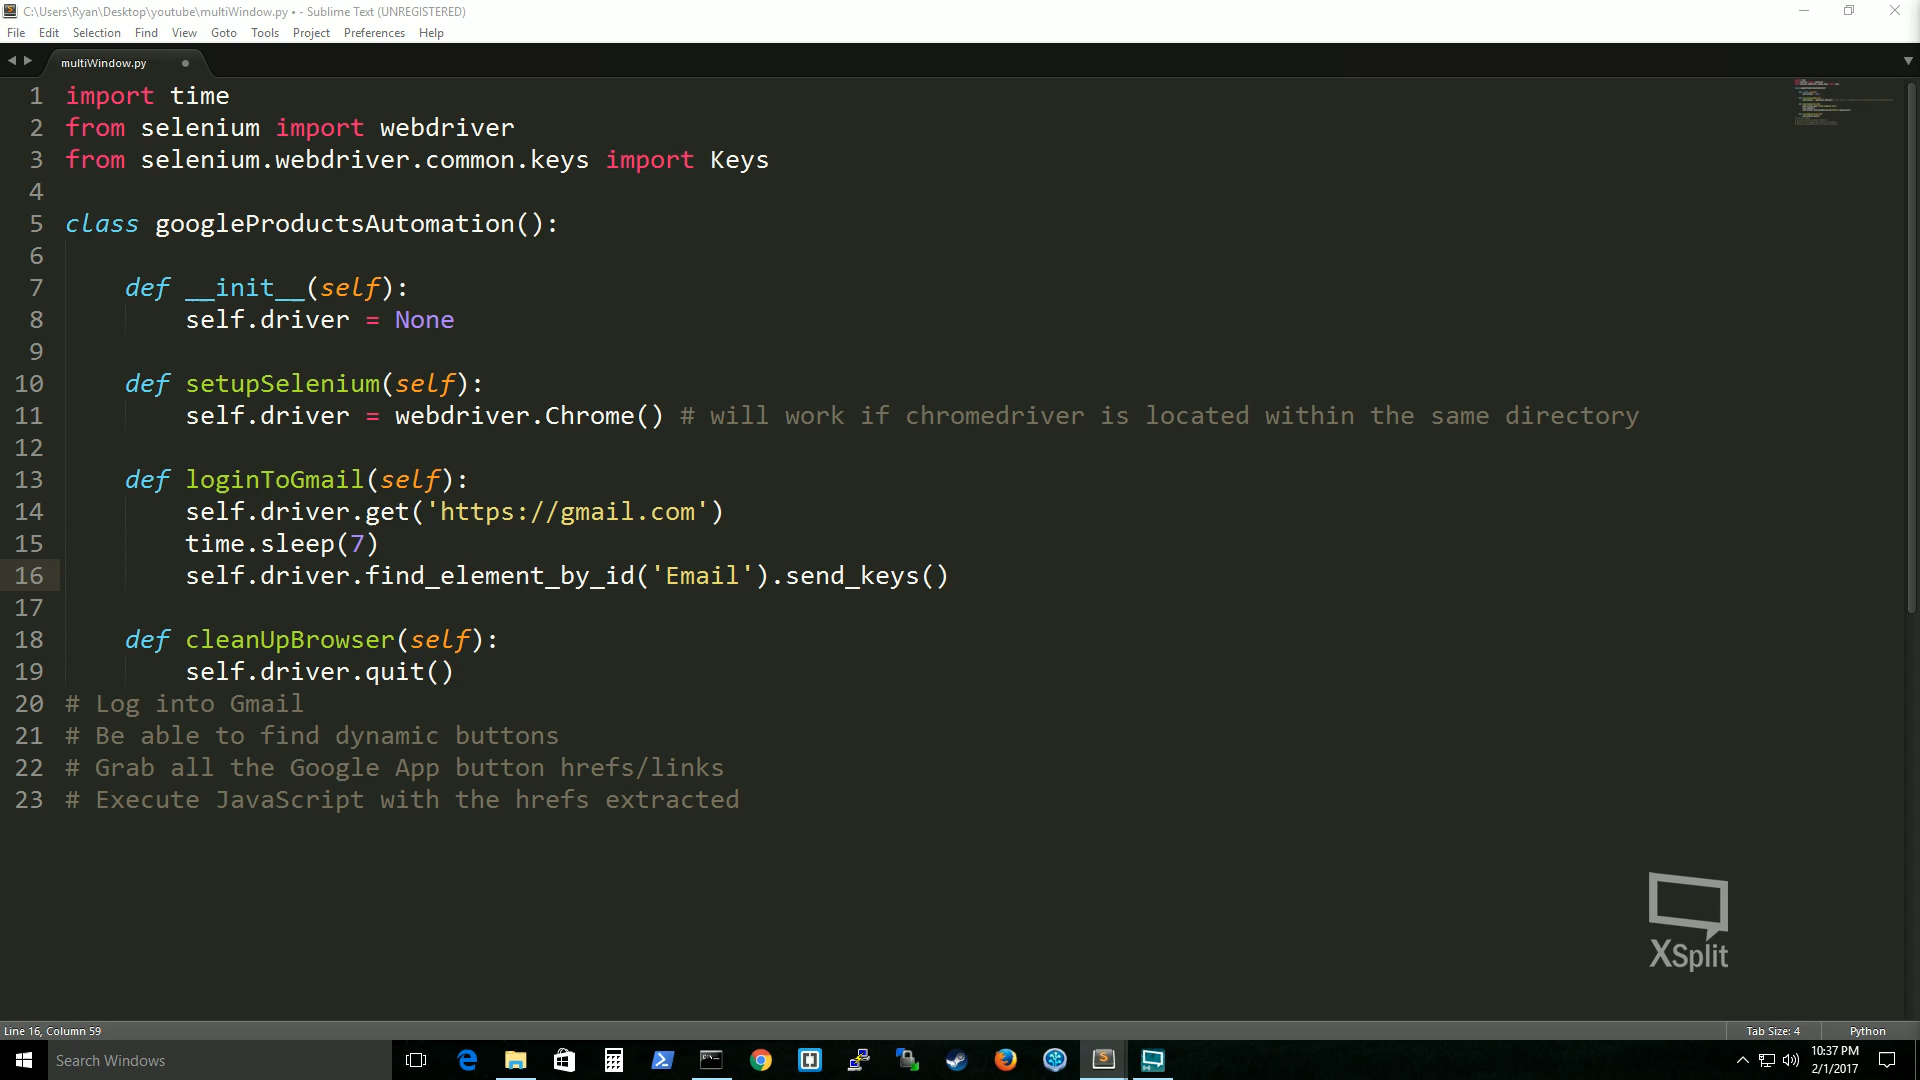 C:\Users\Ryan\Desktop\youtube\multiWindow.py • - Sublime Text (UNREGISTERED)
File Edit Selection Find View Goto Tools Project Preferences Help
multiWindow.py
1 import time
2 from selenium import webdriver
3 from selenium.webdriver.common.keys import Keys
4
5 class googleProductsAutomation():
6
7 def __init__(self):
8 self.driver = None
9
10 def setupSelenium(self):
11 self.driver = webdriver.Chrome() # will work if chromedriver is located within the same directory
12
13 def loginToGmail(self):
14 self.driver.get('https://gmail.com')
15 time.sleep(7)
16 self.driver.find_element_by_id('Email').send_keys()
17
18 def cleanUpBrowser(self):
19 self.driver.quit()
20 # Log into Gmail
21 # Be able to find dynamic buttons
22 # Grab all the Google App button hrefs/links
23 # Execute JavaScript with the hrefs extracted
XSplit
Line 16, Column 59 Tab Size: 4 Python
Search Windows
10:37 PM
2/1/2017